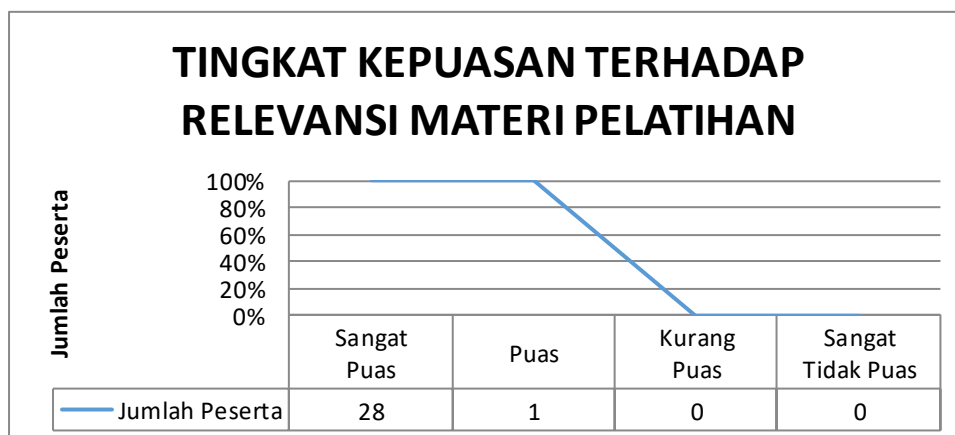 TINGKAT KEPUASAN TERHADAP
RELEVANSI MATERI PELATIHAN
Jumlah Peserta
100%
80%
60%
40%
20%
0%
Sangat
Puas
Puas
Kurang
Puas
Sangat
Tidak Puas
Jumlah Peserta 28 1 0 0